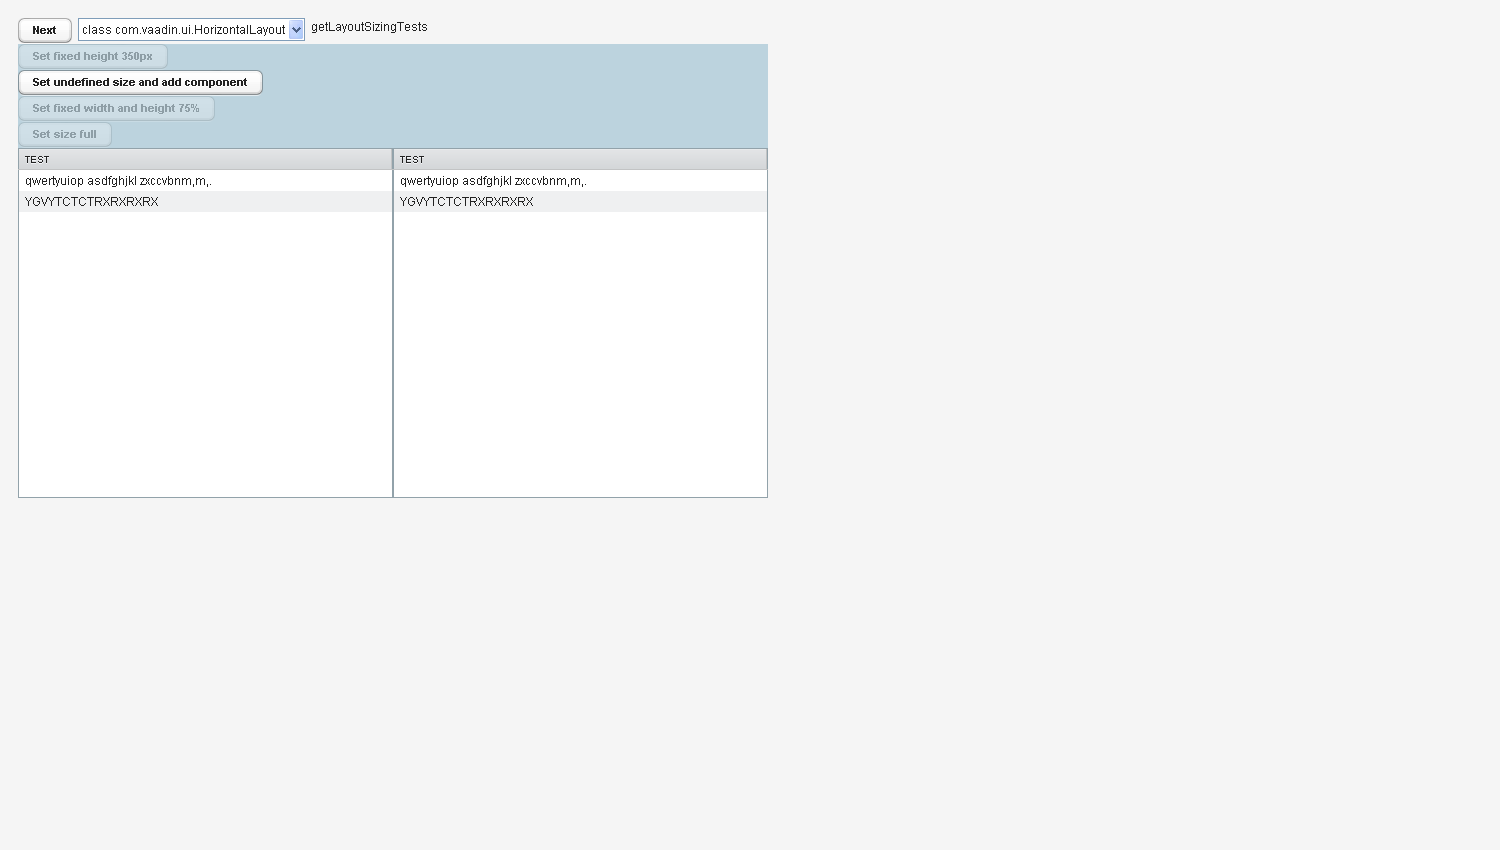 Next class com.vaadin.ui.HorizontalLayout getLayoutSizingTests
Set fixed height 350px
Set undefined size and add component
Set fixed width and height 75%
Set size full
TEST TEST
qwertyuiop asdfghjkl zxccvbnm,m,. qwertyuiop asdfghjkl zxccvbnm,m,.
YGVYTCTCTRXRXRXRX YGVYTCTCTRXRXRXRX